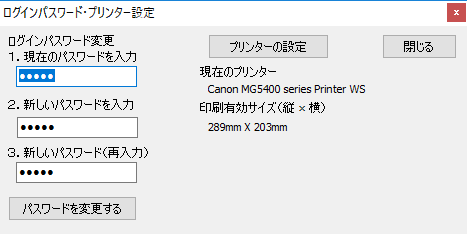 ログインパスワード・プリンター設定
x
ログインパスワード変更
1. 現在のパスワードを入力
●●●●●
2. 新しいパスワードを入力
●●●●●
3. 新しいパスワード(再入力)
●●●●●
パスワードを変更する
プリンターの設定
閉じる
現在のプリンター
Canon MG5400 series Printer WS
印刷有効サイズ(縦 × 横)
289mm X 203mm